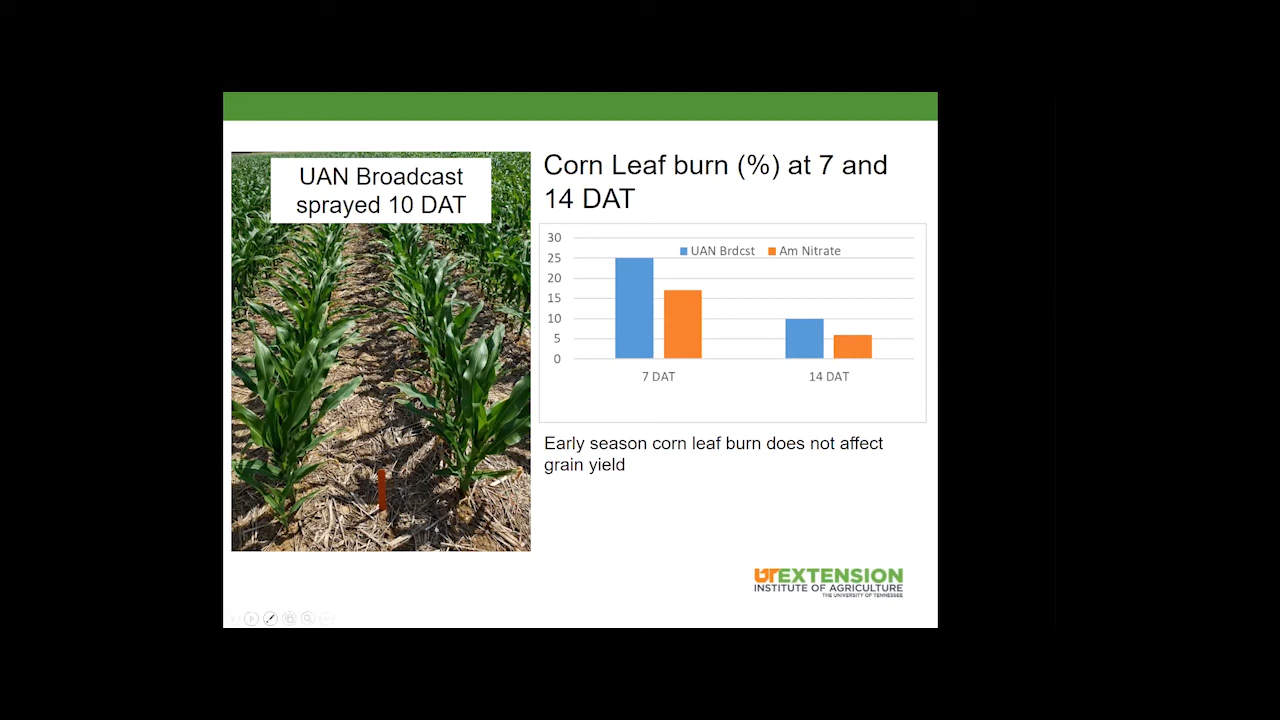 UAN Broadcast
sprayed 10 DAT
Corn Leaf burn (%) at 7 and
14 DAT
30
25
20
15
10
5
0
UAN Brdcst
Am Nitrate
7 DAT
14 DAT
Early season corn leaf burn does not affect
grain yield
UTEXTENSION
INSTITUTE OF AGRICULTURE
THE UNIVERSITY OF TENNESSEE